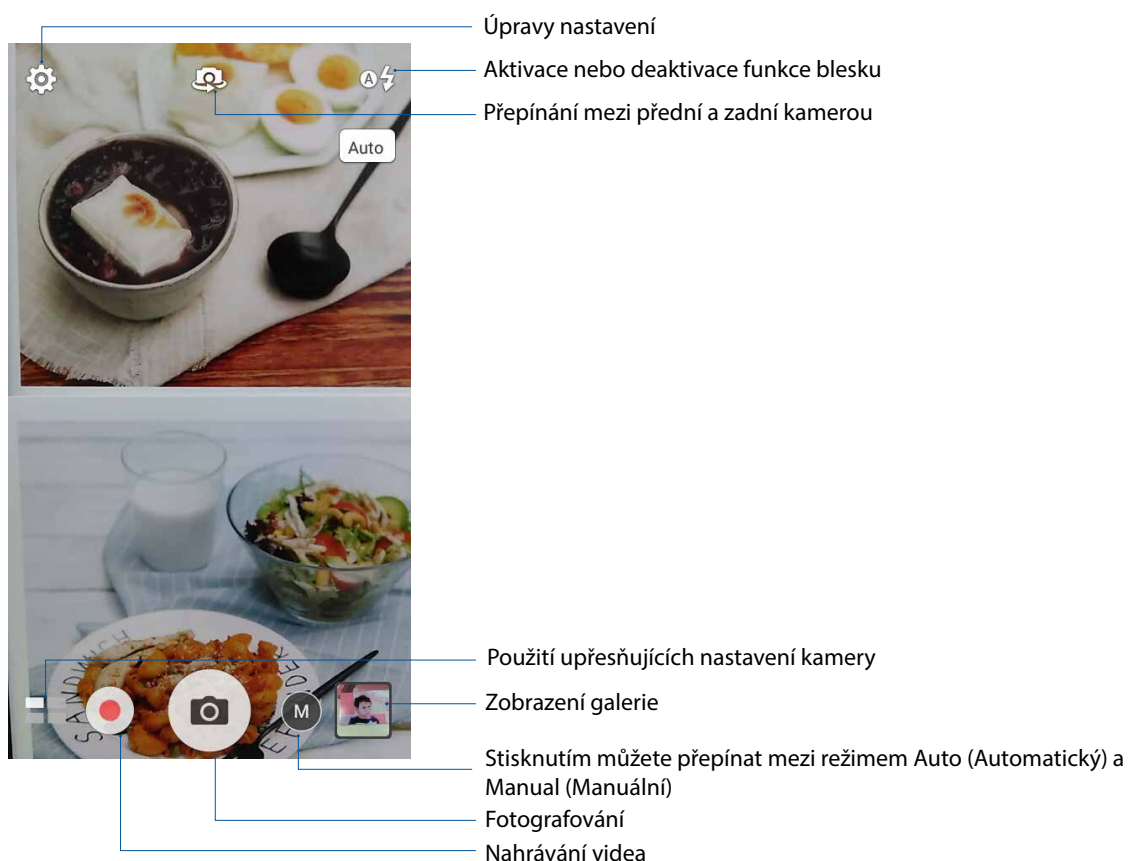 Úpravy nastavení
Aktivace nebo deaktivace funkce blesku
Přepínání mezi přední a zadní kamerou
A
Auto
SANDWICH
Použití upřesňujících nastavení kamery
Zobrazení galerie
M
Stisknutím můžete přepínat mezi režimem Auto (Automatický) a
Manual (Manuální)
Fotografování
Nahrávání videa